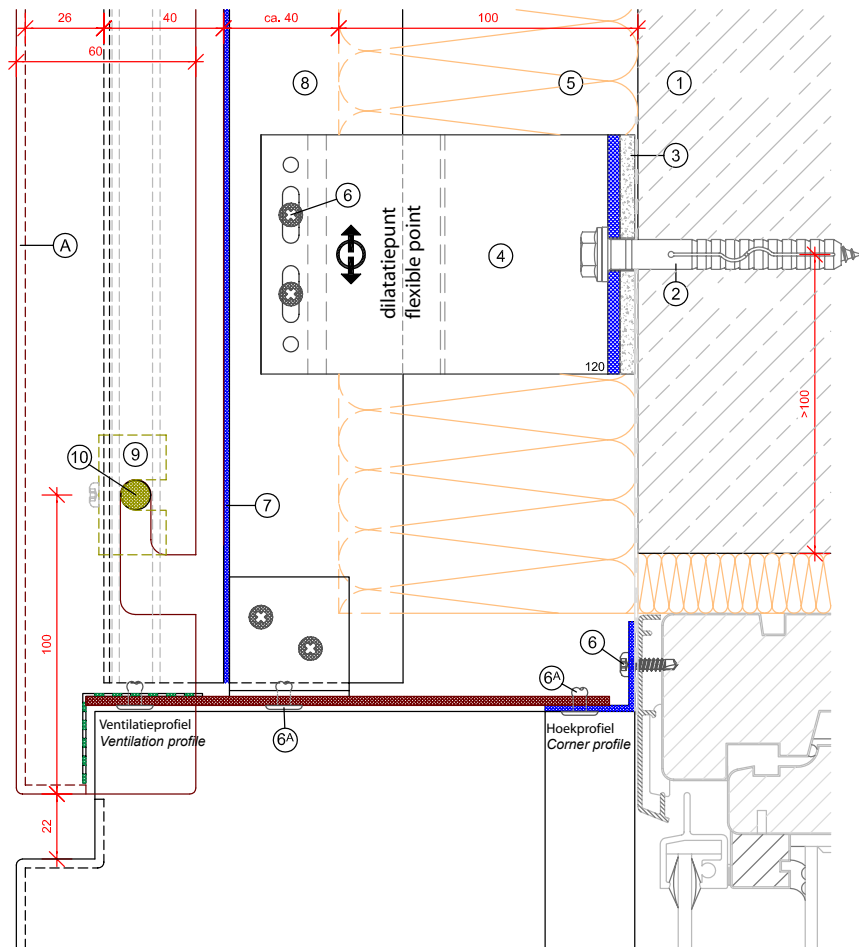 26
40
ca. 40
100
60
8
5
1
3
6
A
dilatatiepunt
flexible point
4
2
120
>100
9
10
7
100
6
6A
Ventilatieprofiel
Ventilation profile
6A
Hoekprofiel
Corner profile
22